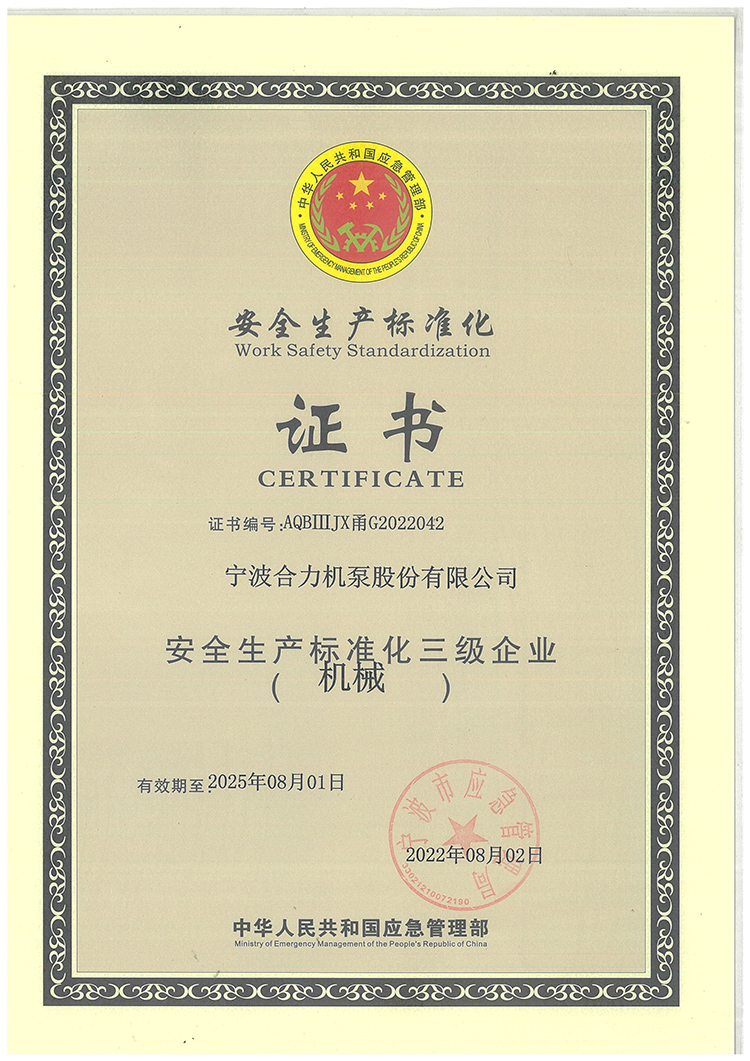 中华人民共和国应急管理部
MINISTRY OF EMERGENCY MANAGEMENT OF THE PEOPLE'S REPUBLIC OF CHINA
安全生产标准化
Work Safety Standardization
证书
CERTIFICATE
证书编号:AQBⅢJX甬G2022042
宁波合力机泵股份有限公司
安全生产标准化三级企业
( 机械 )
有效期至:2025年08月01日
宁波市应急管理局
2022年08月02日
33021210072190
中华人民共和国应急管理部
Ministry of Emergency Management of the People's Republic of China